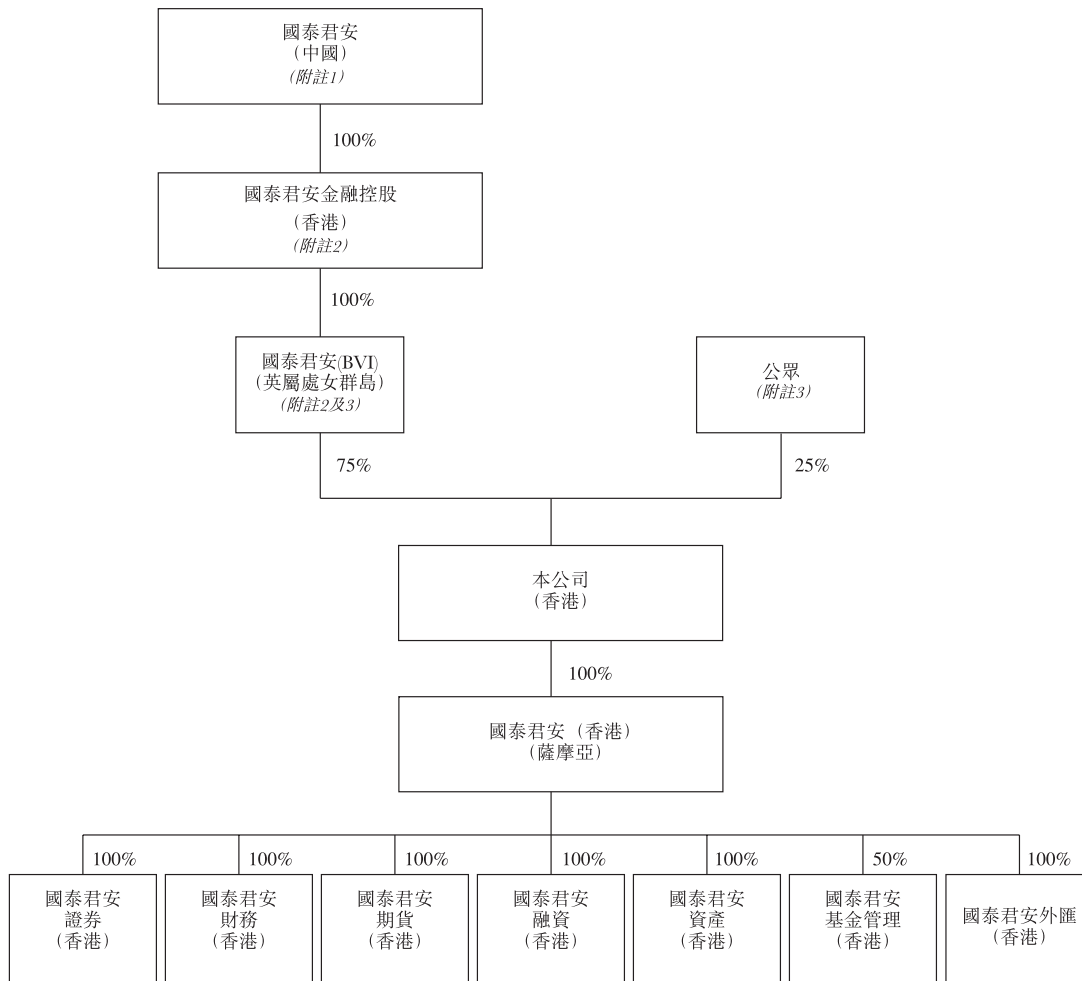 國泰君安
（中國）
（附註1）
100%
國泰君安金融控股
（香港）
（附註2）
100%
國泰君安(BVI)
（英屬處女群島）
（附註2及3）
公眾
（附註3）
75%
25%
本公司
（香港）
100%
國泰君安（香港）
（薩摩亞）
100%
國泰君安
證券
（香港）
100%
國泰君安
財務
（香港）
100%
國泰君安
期貨
（香港）
100%
國泰君安
融資
（香港）
100%
國泰君安
資產
（香港）
50%
國泰君安
基金管理
（香港）
100%
國泰君安外匯
（香港）